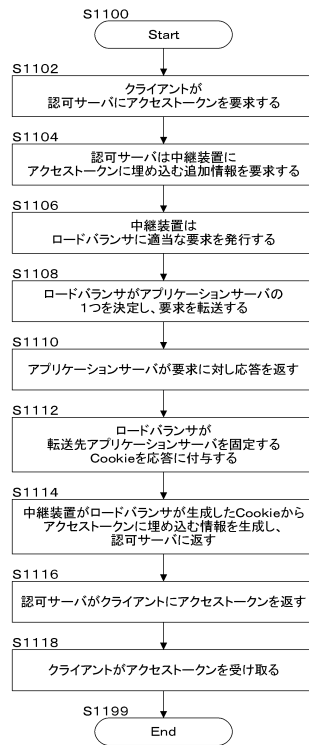 S1100
Start
S1102
クライアントが
認可サーバにアクセストークンを要求する
S1104
認可サーバは中継装置に
アクセストークンに埋め込む追加情報を要求する
S1106
中継装置は
ロードバランサに適当な要求を発行する
S1108
ロードバランサがアプリケーションサーバの
1つを決定し、要求を転送する
S1110
アプリケーションサーバが要求に対し応答を返す
S1112
ロードバランサが
転送先アプリケーションサーバを固定する
Cookieを応答に付与する
S1114
中継装置がロードバランサが生成したCookieから
アクセストークンに埋め込む情報を生成し、
認可サーバに返す
S1116
認可サーバがクライアントにアクセストークンを返す
S1118
クライアントがアクセストークンを受け取る
S1199
End